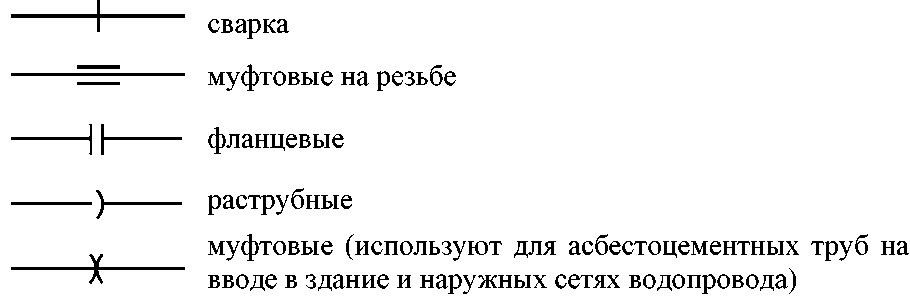 сварка
муфтовые на резьбе
фланцевые
раструбные
муфтовые (используют для асбестоцементных труб на
вводе в здание и наружных сетях водопровода)